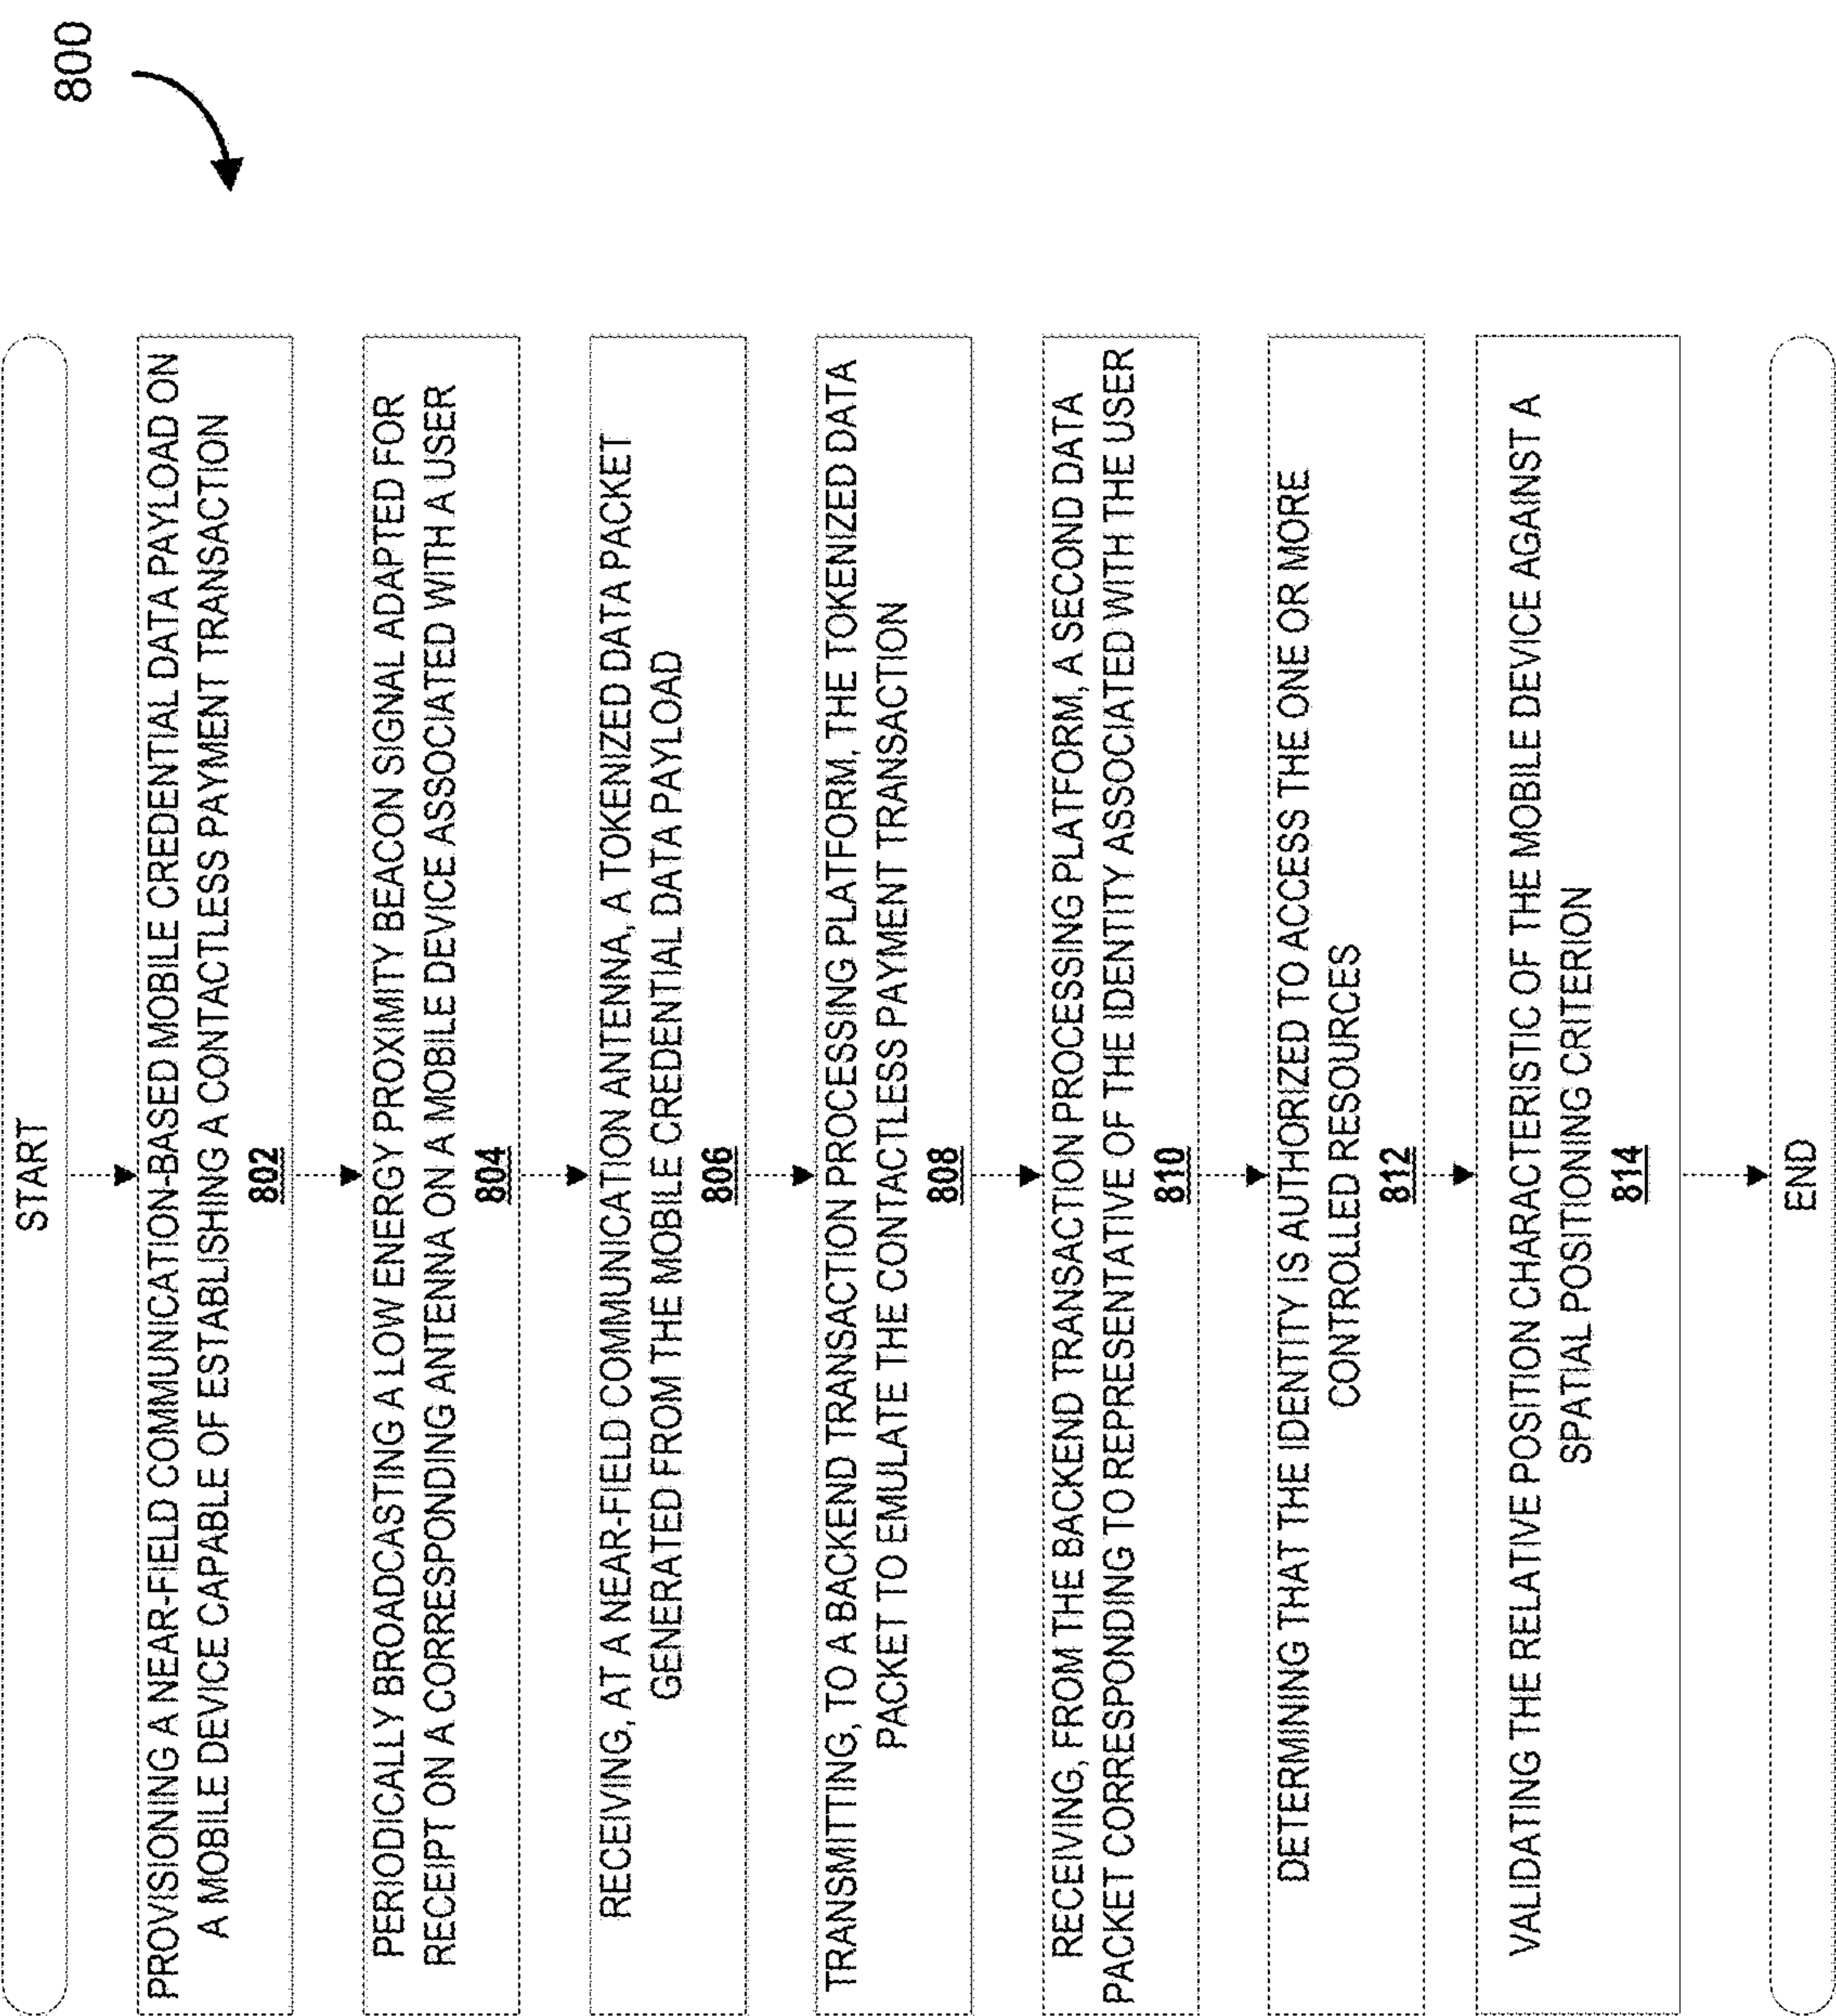 800
START
PROVISIONING A NEAR-FIELD COMMUNICATION-BASED MOBILE CREDENTIAL DATA PAYLOAD ON
A MOBILE DEVICE CAPABLE OF ESTABLISHING A CONTACTLESS PAYMENT TRANSACTION
802
PERIODICALLY BROADCASTING A LOW ENERGY PROXIMITY BEACON SIGNAL ADAPTED FOR
RECEIPT ON A CORRESPONDING ANTENNA ON A MOBILE DEVICE ASSOCIATED WITH A USER
804
RECEIVING, AT A NEAR-FIELD COMMUNICATION ANTENNA, A TOKENIZED DATA PACKET
GENERATED FROM THE MOBILE CREDENTIAL DATA PAYLOAD
806
TRANSMITTING, TO A BACKEND TRANSACTION PROCESSING PLATFORM, THE TOKENIZED DATA
PACKET TO EMULATE THE CONTACTLESS PAYMENT TRANSACTION
808
RECEIVING, FROM THE BACKEND TRANSACTION PROCESSING PLATFORM, A SECOND DATA
PACKET CORRESPONDING TO REPRESENTATIVE OF THE IDENTITY ASSOCIATED WITH THE USER
810
DETERMINING THAT THE IDENTITY IS AUTHORIZED TO ACCESS THE ONE OR MORE
CONTROLLED RESOURCES
812
VALIDATING THE RELATIVE POSITION CHARACTERISTIC OF THE MOBILE DEVICE AGAINST A
SPATIAL POSITIONING CRITERION
814
END